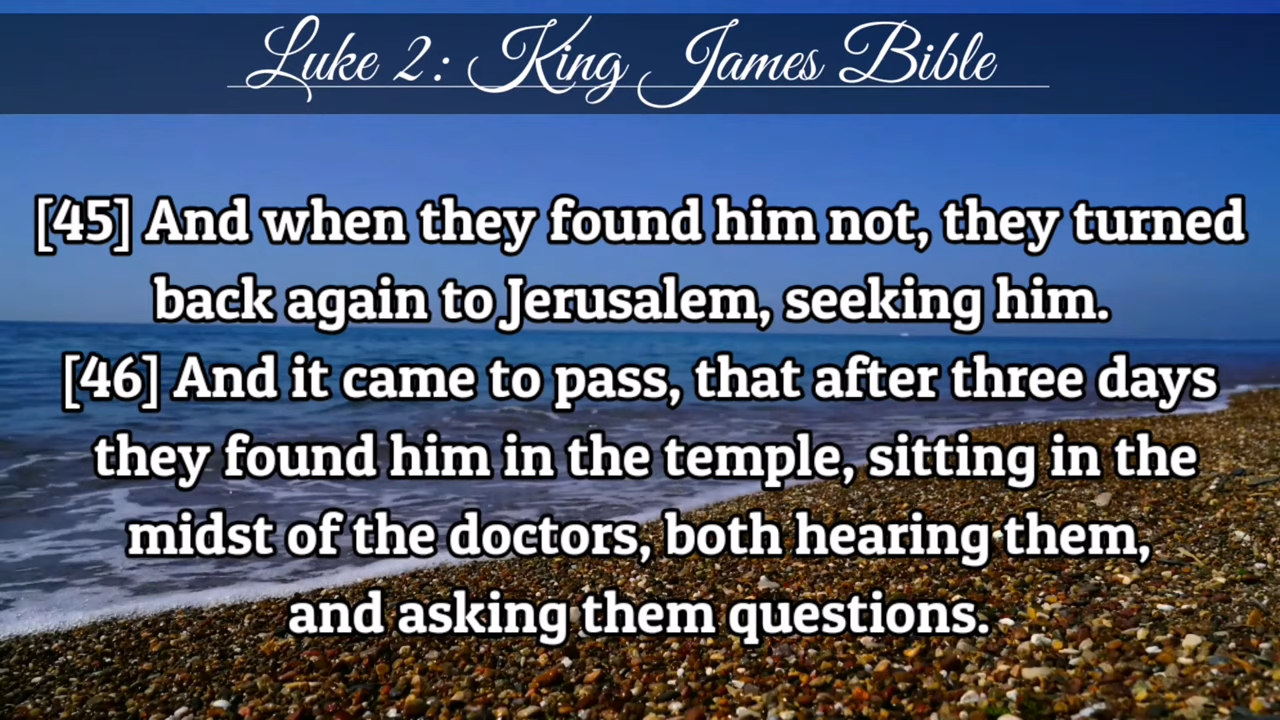 Luke 2: King James Bible
[45] And when they found him not, they turned
back again to Jerusalem, seeking him.
[46] And it came to pass, that after three days
they found him in the temple, sitting in the
midst of the doctors, both hearing them,
and asking them questions.